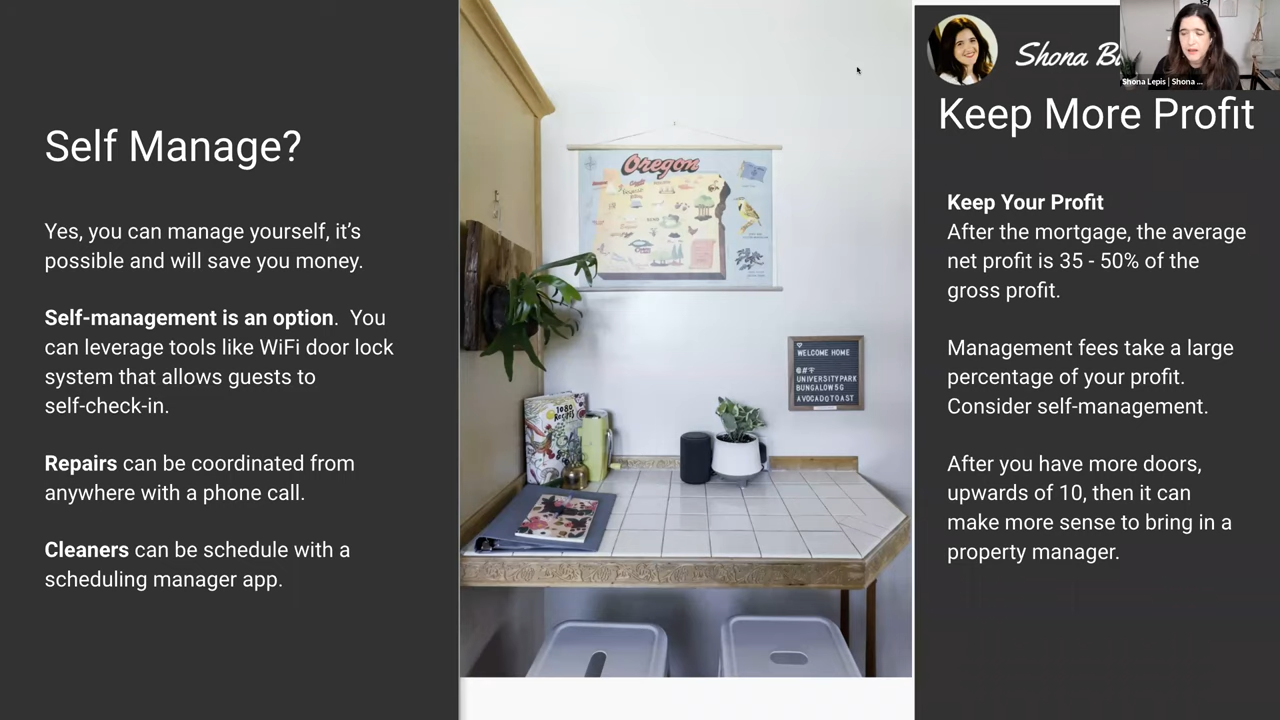 Self Manage?
Yes, you can manage yourself, it’s
possible and will save you money.
Self-management is an option.  You
can leverage tools like WiFi door lock
system that allows guests to
self-check-in.
Repairs can be coordinated from
anywhere with a phone call.
Cleaners can be schedule with a
scheduling manager app.
Oregon
WELCOME HOME
@#
UNIVERSITYPARK
BUNGALOW5G
AVOCADOTOAST
1080
Recipes
Shona
Shona Lepis | Shona ...
Keep More Profit
Keep Your Profit
After the mortgage, the average
net profit is 35 - 50% of the
gross profit.
Management fees take a large
percentage of your profit.
Consider self-management.
After you have more doors,
upwards of 10, then it can
make more sense to bring in a
property manager.